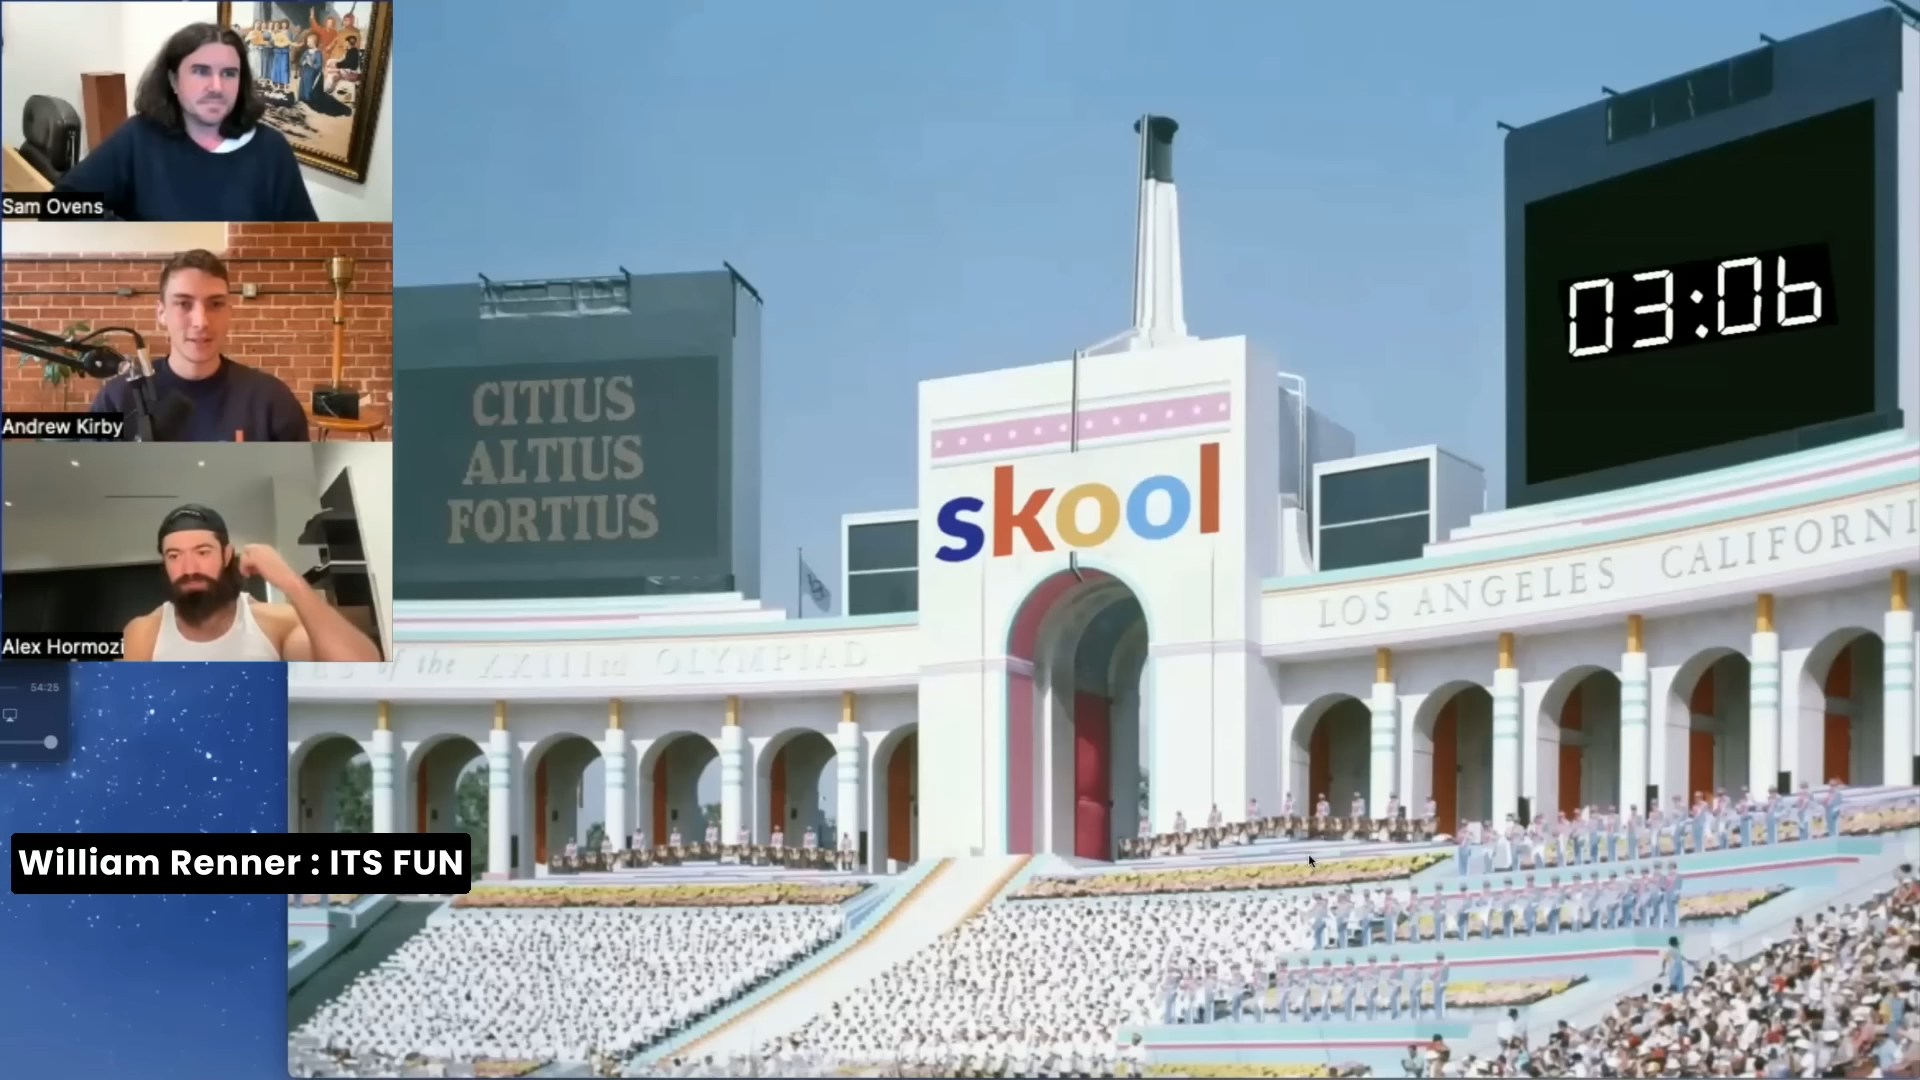 Sam Ovens
Andrew Kirby
Alex Hormozi
54:25
CITIUS
ALTIUS
FORTIUS
skool
03:06
LOS ANGELES CALIFORNI
of the XXIIIrd OLYMPIAD
William Renner : ITS FUN